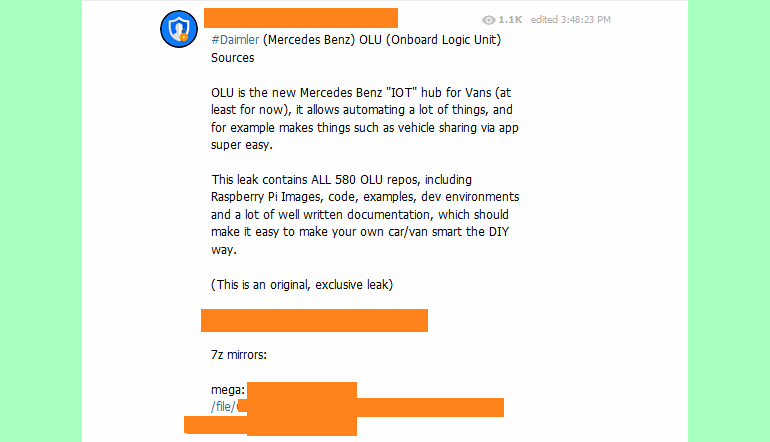 1.1K edited 3:48:23 PM
#Daimler (Mercedes Benz) OLU (Onboard Logic Unit)
Sources
OLU is the new Mercedes Benz "IOT" hub for Vans (at
least for now), it allows automating a lot of things, and
for example makes things such as vehicle sharing via app
super easy.
This leak contains ALL 580 OLU repos, including
Raspberry Pi Images, code, examples, dev environments
and a lot of well written documentation, which should
make it easy to make your own car/van smart the DIY
way.
(This is an original, exclusive leak)
7z mirrors:
mega:
/file/